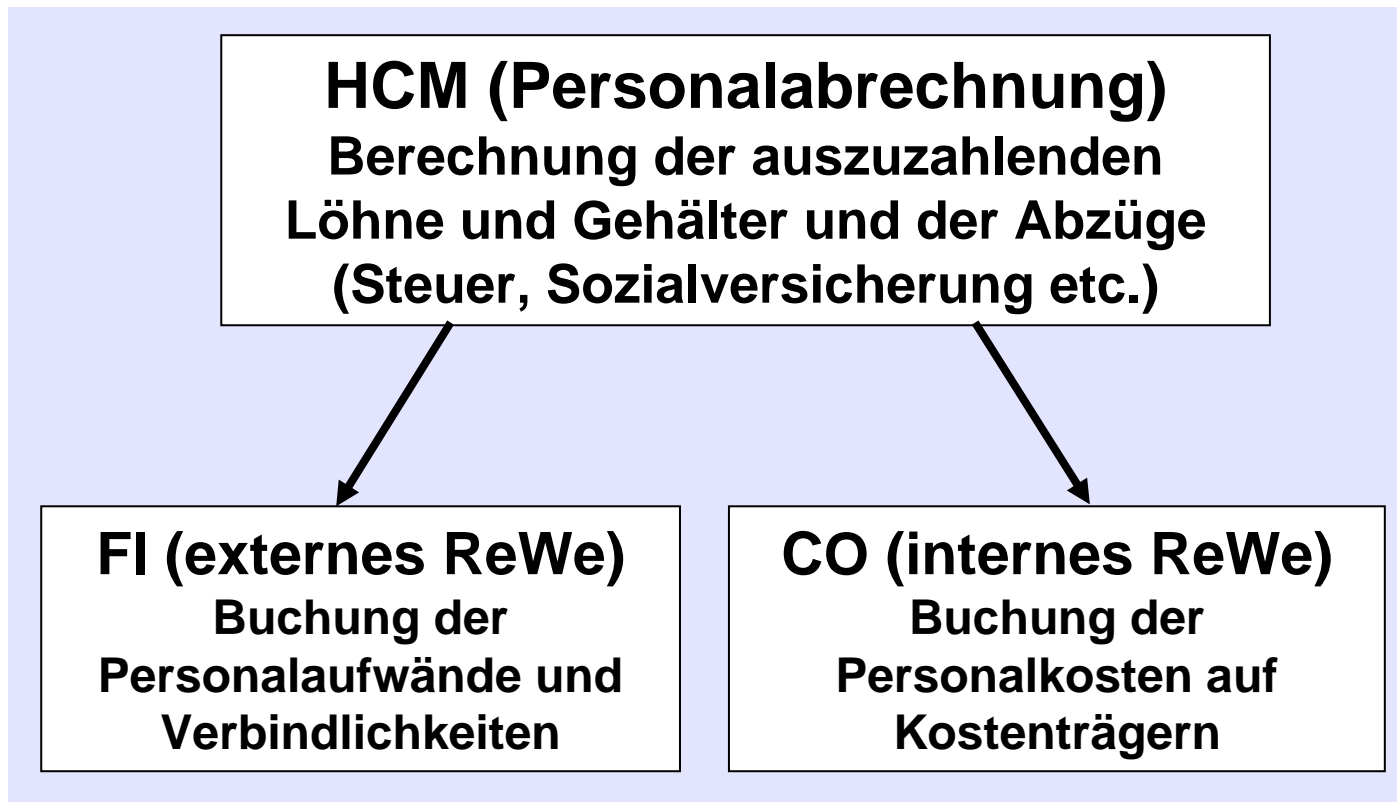 HCM (Personalabrechnung)
Berechnung der auszuzahlenden
Löhne und Gehälter und der Abzüge
(Steuer, Sozialversicherung etc.)
FI (externes ReWe)
Buchung der
Personalaufwände und
Verbindlichkeiten
CO (internes ReWe)
Buchung der
Personalkosten auf
Kostenträgern